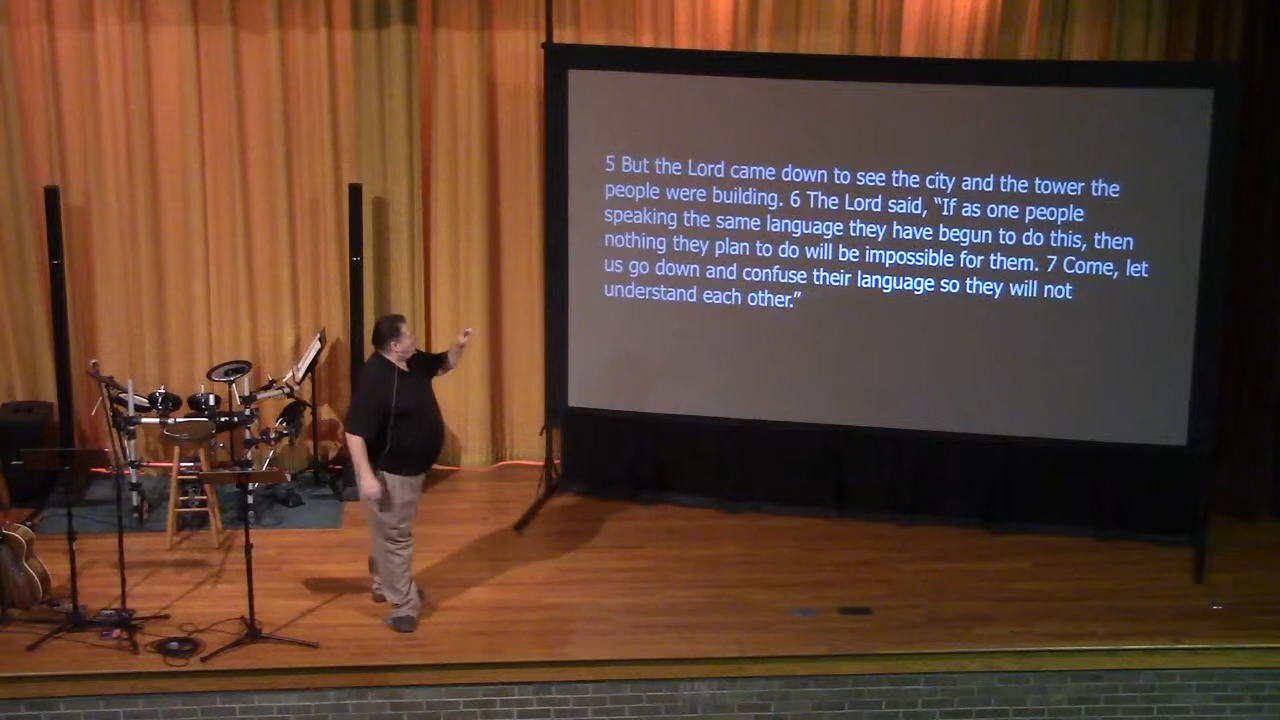 5 But the Lord came down to see the city and the tower the
people were building. 6 The Lord said, “If as one people
speaking the same language they have begun to do this, then
nothing they plan to do will be impossible for them. 7 Come, let
us go down and confuse their language so they will not
understand each other.”